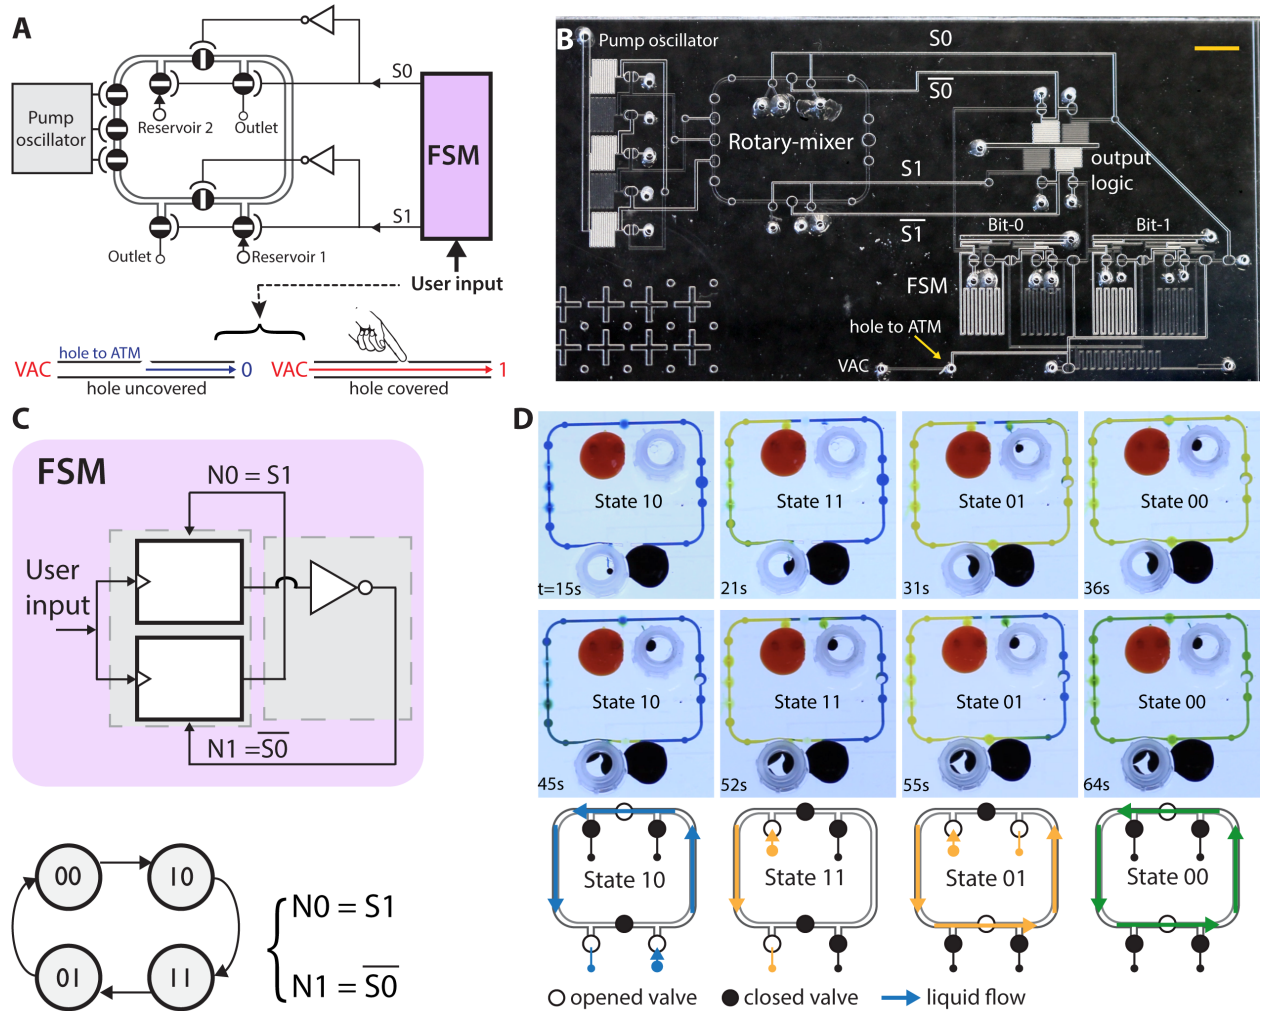 A
Pump
oscillator
Reservoir 2
Outlet
S0
FSM
S1
Outlet
Reservoir 1
User input
hole to ATM
VAC
0
hole uncovered
VAC
1
hole covered
B
Pump oscillator
S0
S0
Rotary-mixer
S1
S1
output
logic
Bit-0
Bit-1
FSM
hole to ATM
VAC
C
FSM
N0 = S1
User
input
N1 =S0
00
10
01
11
N0 = S1
N1 = S0
D
State 10
t=15s
State 11
21s
State 01
31s
State 00
36s
State 10
45s
State 11
52s
State 01
55s
State 00
64s
State 10
State 11
State 01
State 00
opened valve
closed valve
liquid flow